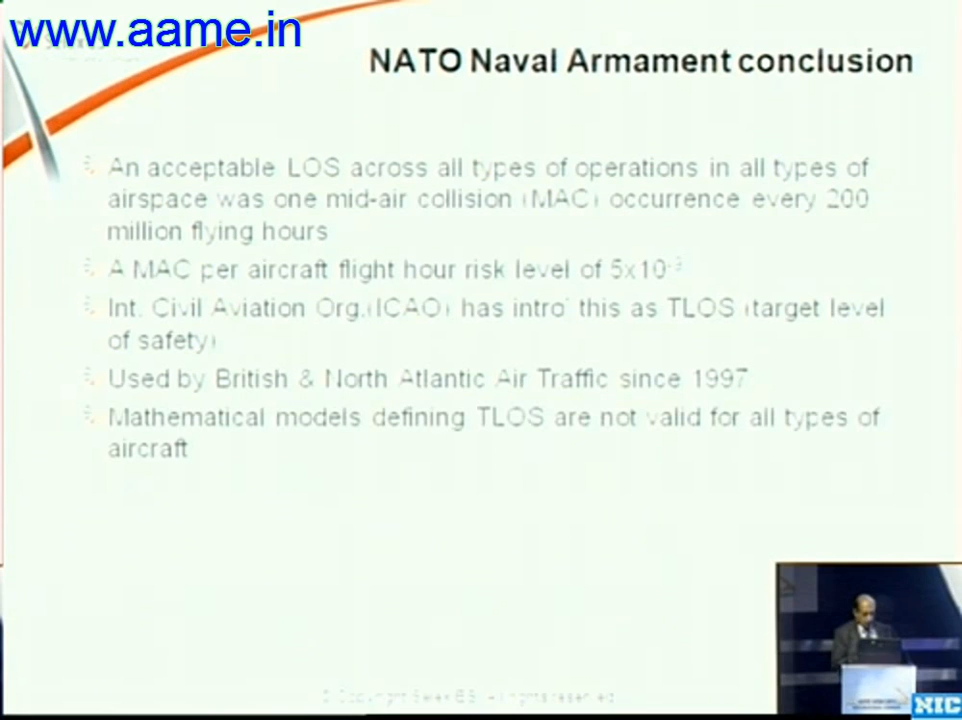 www.aame.in
NATO Naval Armament conclusion
An acceptable LOS across all types of operations in all types of
airspace was one mid-air collision (MAC) occurrence every 200
million flying hours
A MAC per aircraft flight hour risk level of 5x10
Int. Civil Aviation Org.(ICAO) has intro' this as TLOS (target level
of safety)
Used by British & North Atlantic Air Traffic since 1997
Mathematical models defining TLOS are not valid for all types of
aircraft
NIC